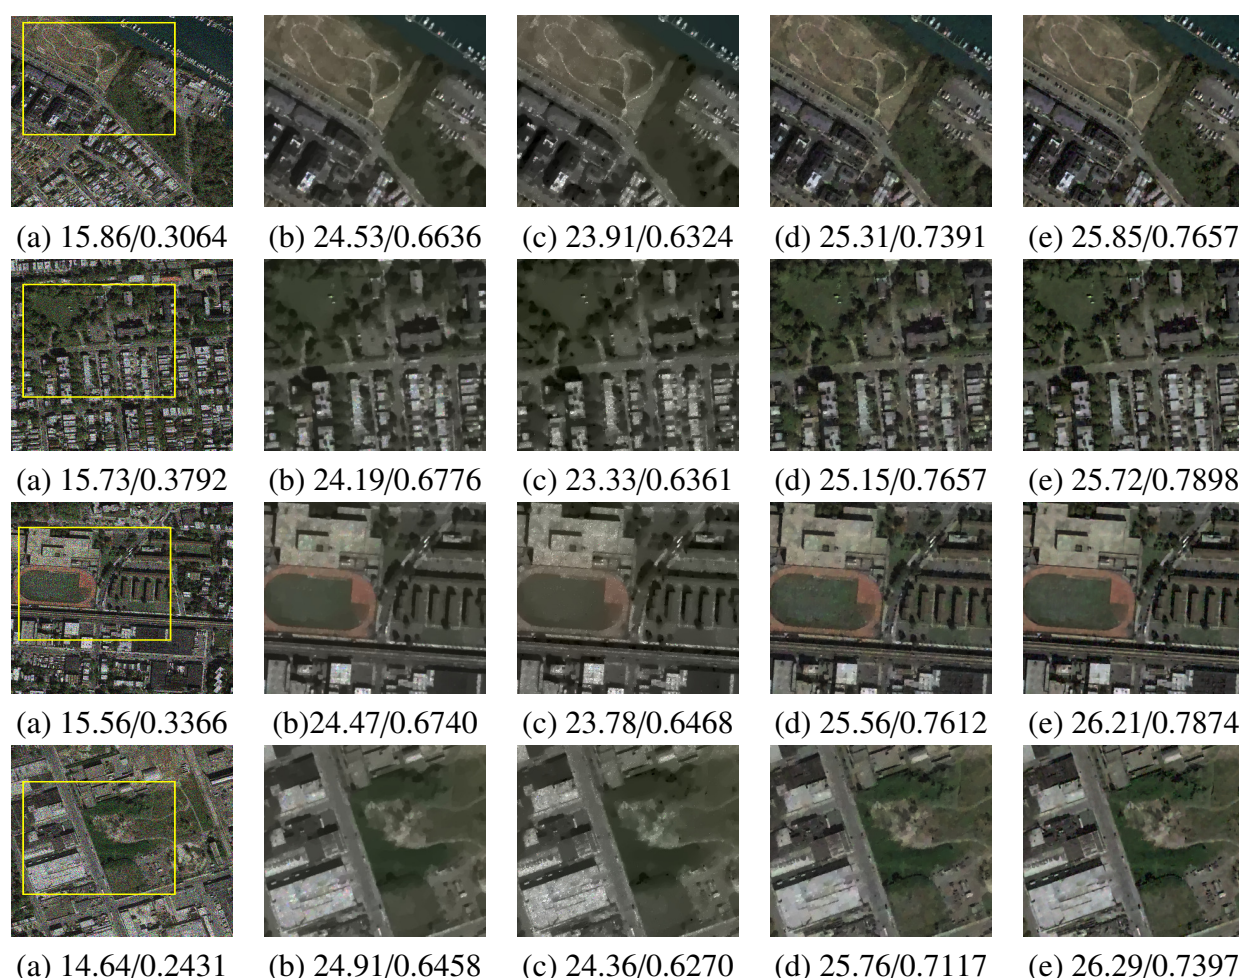 (a) 15.86/0.3064 (b) 24.53/0.6636 (c) 23.91/0.6324 (d) 25.31/0.7391 (e) 25.85/0.7657
(a) 15.73/0.3792 (b) 24.19/0.6776 (c) 23.33/0.6361 (d) 25.15/0.7657 (e) 25.72/0.7898
(a) 15.56/0.3366 (b)24.47/0.6740 (c) 23.78/0.6468 (d) 25.56/0.7612 (e) 26.21/0.7874
(a) 14.64/0.2431 (b) 24.91/0.6458 (c) 24.36/0.6270 (d) 25.76/0.7117 (e) 26.29/0.7397